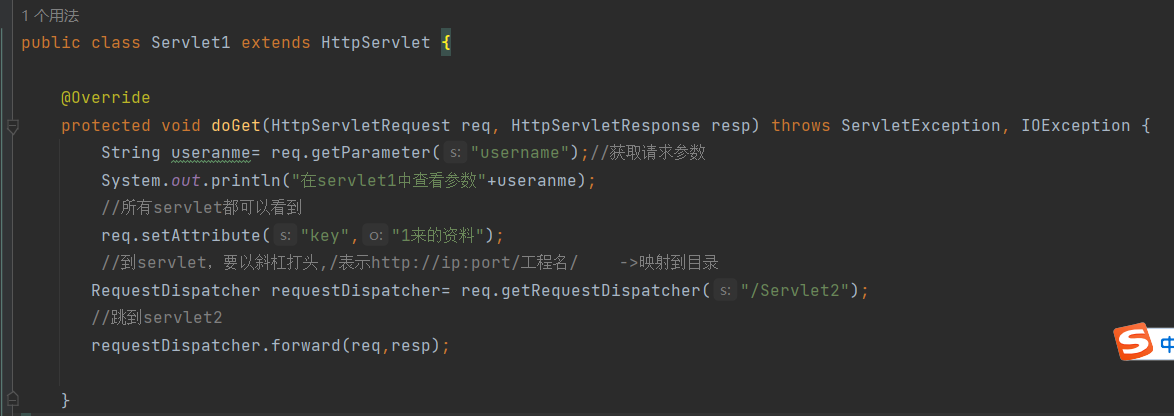 1 个用法
public class Servlet1 extends HttpServlet {
@Override
protected void doGet(HttpServletRequest req, HttpServletResponse resp) throws ServletException, IOException {
String useranme= req.getParameter( s: "username");//获取请求参数
System.out.println("在servlet1中查看参数"+useranme);
//所有servlet都可以看到
req.setAttribute( s: "key", o: "1来的资料");
//到servlet，要以斜杠打头,/表示http://ip:port/工程名/    ->映射到目录
RequestDispatcher requestDispatcher= req.getRequestDispatcher( s: "/Servlet2");
//跳到servlet2
requestDispatcher.forward(req,resp);
}
S 中